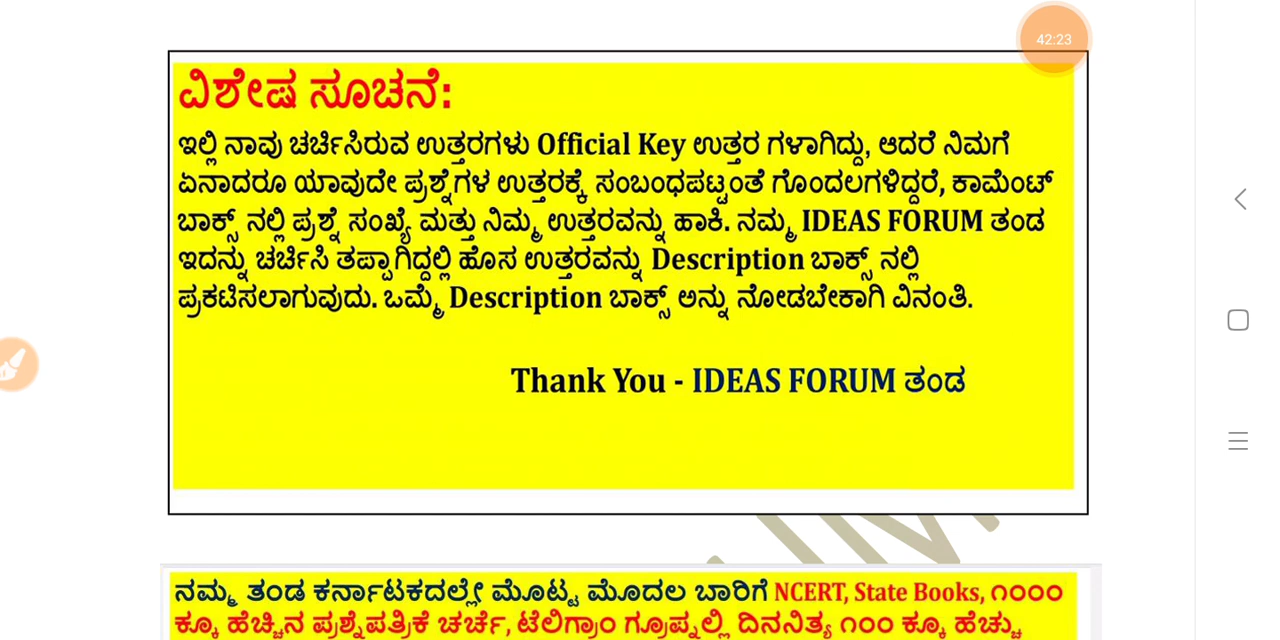 42:23
ವಿಶೇಷ ಸೂಚನೆ:
ಇಲ್ಲಿ ನಾವು ಚರ್ಚಿಸಿರುವ ಉತ್ತರಗಳು Official Key ಉತ್ತರ ಗಳಾಗಿದ್ದು, ಆದರೆ ನಿಮಗೆ
ಏನಾದರೂ ಯಾವುದೇ ಪ್ರಶ್ನೆಗಳ ಉತ್ತರಕ್ಕೆ ಸಂಬಂಧಪಟ್ಟಂತೆ ಗೊಂದಲಗಳಿದ್ದರೆ, ಕಾಮೆಂಟ್
ಬಾಕ್ಸ್ ನಲ್ಲಿ ಪ್ರಶ್ನೆ ಸಂಖ್ಯೆ ಮತ್ತು ನಿಮ್ಮ ಉತ್ತರವನ್ನು ಹಾಕಿ. ನಮ್ಮ IDEAS FORUM ತಂಡ
ಇದನ್ನು ಚರ್ಚಿಸಿ ತಪ್ಪಾಗಿದ್ದಲ್ಲಿ ಹೊಸ ಉತ್ತರವನ್ನು Description ಬಾಕ್ಸ್ ನಲ್ಲಿ
ಪ್ರಕಟಿಸಲಾಗುವುದು. ಒಮ್ಮೆ Description ಬಾಕ್ಸ್ ಅನ್ನು ನೋಡಬೇಕಾಗಿ ವಿನಂತಿ.
Thank You - IDEAS FORUM ತಂಡ
ನಮ್ಮ ತಂಡ ಕರ್ನಾಟಕದಲ್ಲೇ ಮೊಟ್ಟ ಮೊದಲ ಬಾರಿಗೆ NCERT, State Books, ೧೦೦೦
ಕ್ಕೂ ಹೆಚ್ಚಿನ ಪ್ರಶ್ನೆಪತ್ರಿಕೆ ಚರ್ಚೆ, ಟೆಲಿಗ್ರಾಂ ಗ್ರೂಪ್ನಲ್ಲಿ ದಿನನಿತ್ಯ ೧೦೦ ಕ್ಕೂ ಹೆಚ್ಚು